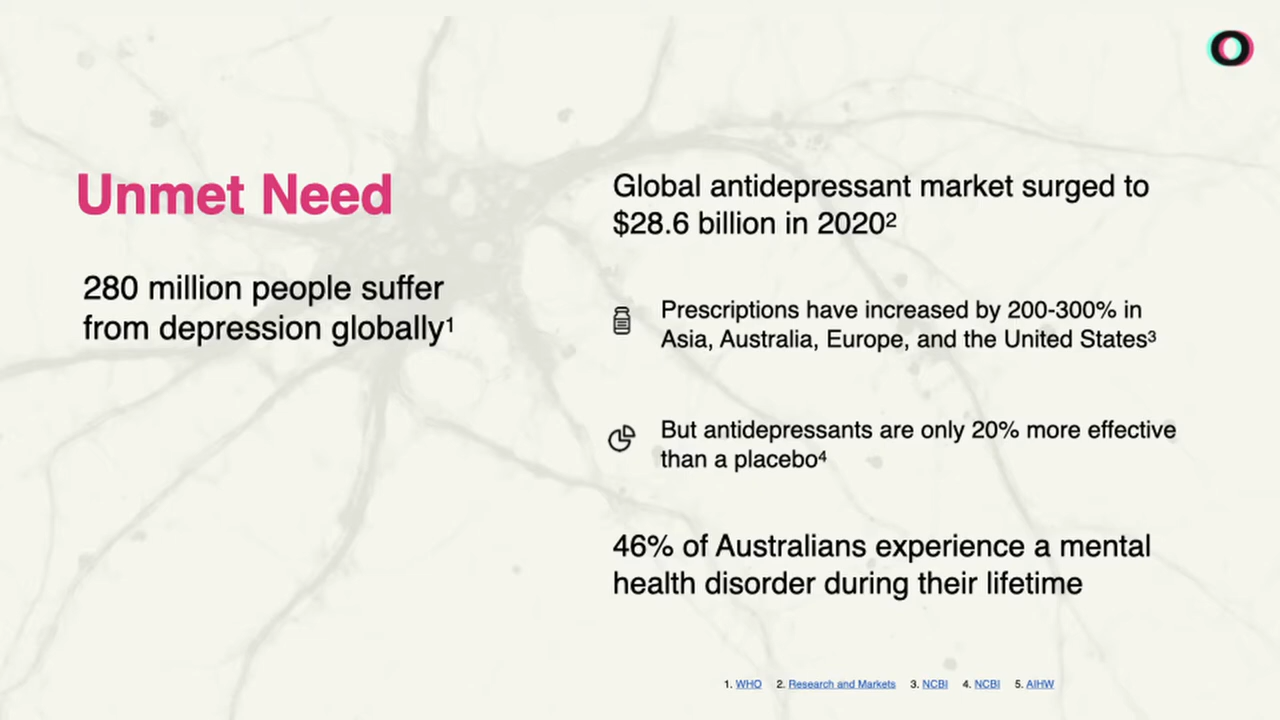 O
Unmet Need
280 million people suffer
from depression globally¹
Global antidepressant market surged to
$28.6 billion in 2020²
Prescriptions have increased by 200-300% in
Asia, Australia, Europe, and the United States³
But antidepressants are only 20% more effective
than a placebo⁴
46% of Australians experience a mental
health disorder during their lifetime
1. WHO 2. Research and Markets 3. NCBI 4. NCBI 5. AIHW